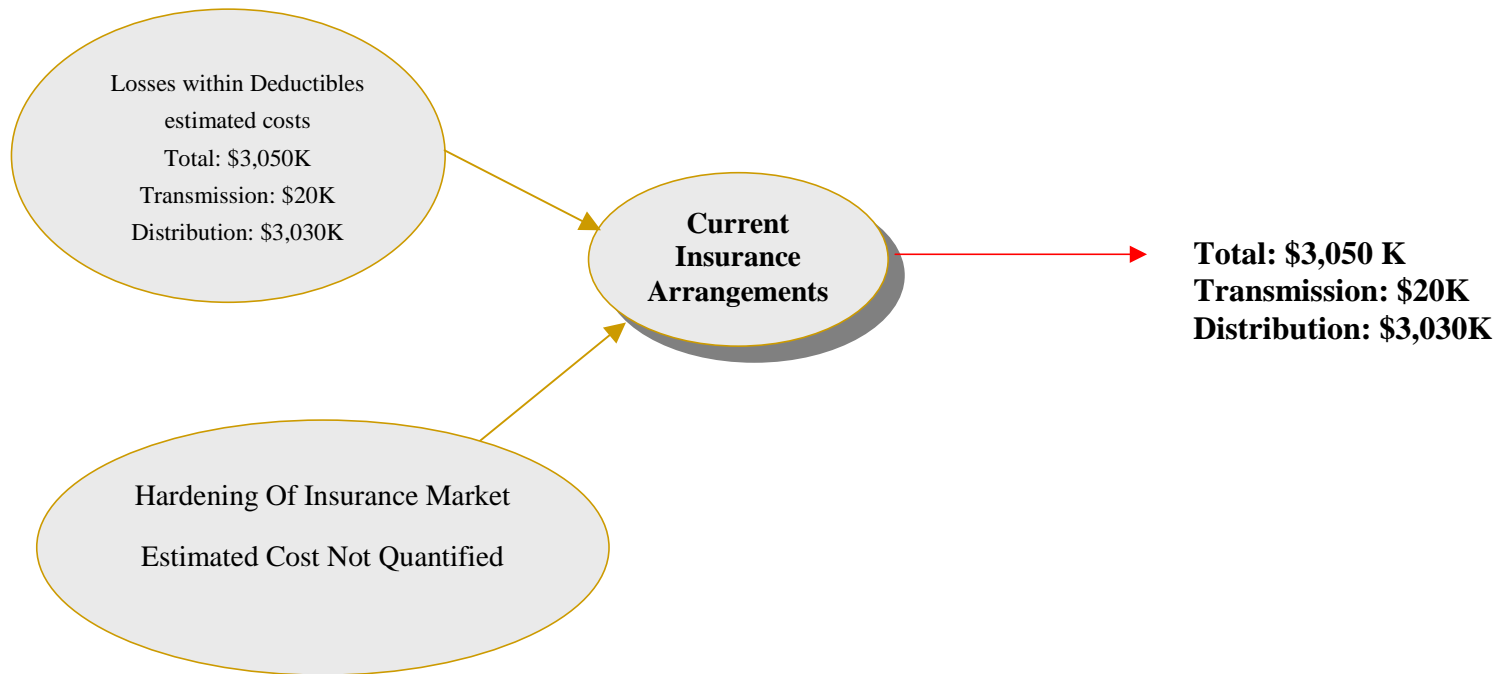 Losses within Deductibles
estimated costs
Total: $3,050K
Transmission: $20K
Distribution: $3,030K
Current
Insurance
Arrangements
Total: $3,050 K
Transmission: $20K
Distribution: $3,030K
Hardening Of Insurance Market
Estimated Cost Not Quantified